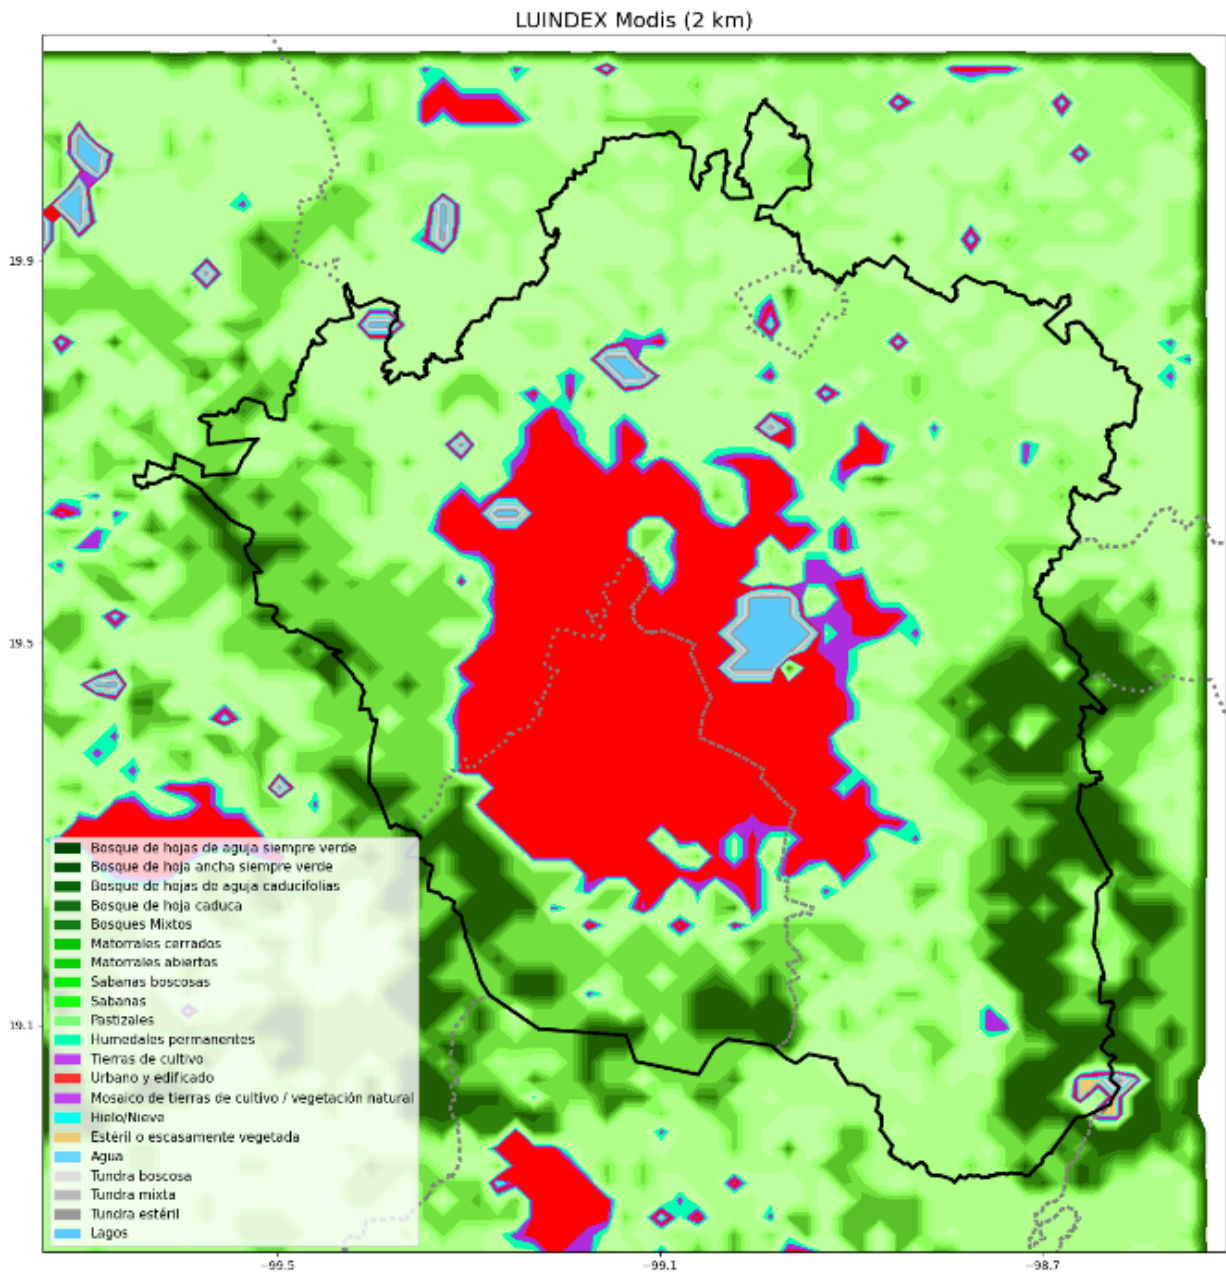 LUINDEX Modis (2 km)
19.9
19.5
19.1
Bosque de hojas de aguja siempre verde
Bosque de hoja ancha siempre verde
Bosque de hojas de aguja caducifolias
Bosque de hoja caduca
Bosques Mixtos
Matorrales cerrados
Matorrales abiertos
Sabanas boscosas
Sabanas
Pastizales
Humedales permanentes
Tierras de cultivo
Urbano y edificado
Mosaico de tierras de cultivo / vegetación natural
Hielo/Nieve
Estéril o escasamente vegetada
Agua
Tundra boscosa
Tundra mixta
Tundra estéril
Lagos
−99.5 −99.1 −98.7